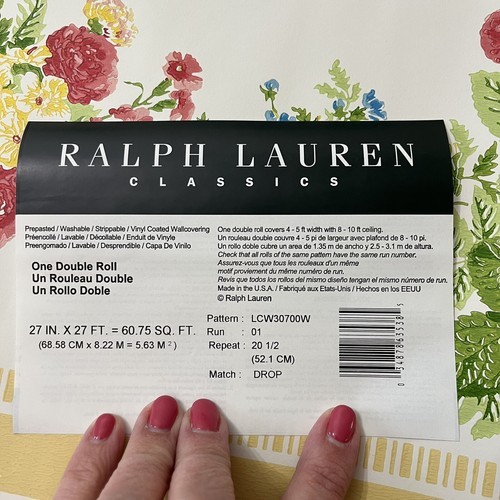 RALPH LAUREN
CLASSICS
Prepasted / Washable / Strippable / Vinyl Coated Wallcovering
Préencollé / Lavable / Décollable / Enduit de Vinyle
Preengomado / Lavable / Desprendible / Capa De Vinilo
One Double Roll
Un Rouleau Double
Un Rollo Doble
27 IN. X 27 FT. = 60.75 SQ. FT.
(68.58 CM x 8.22 M = 5.63 M²)
One double roll covers 4 - 5 ft width with 8 - 10 ft ceiling.
Un rouleau double couvre 4 - 5 pi de largeur avec plafond de 8 - 10 pi.
Un rollo doble cubre un area de 1.35 m de ancho y 2.5 - 3.1 m de altura.
Check that all rolls of the same pattern have the same run number.
Assurez-vous que tous les rouleaux d'un même
motif proviennent du même numéro de run.
Revise que todos los rollos del mismo diseño tengan el mismo número de run.
Made in the U.S.A. / Fabriqué aux Etats-Unis / Hechos en los EEUU
© Ralph Lauren
Pattern : LCW30700W
Run : 01
Repeat : 20 1/2
(52.1 CM)
Match : DROP